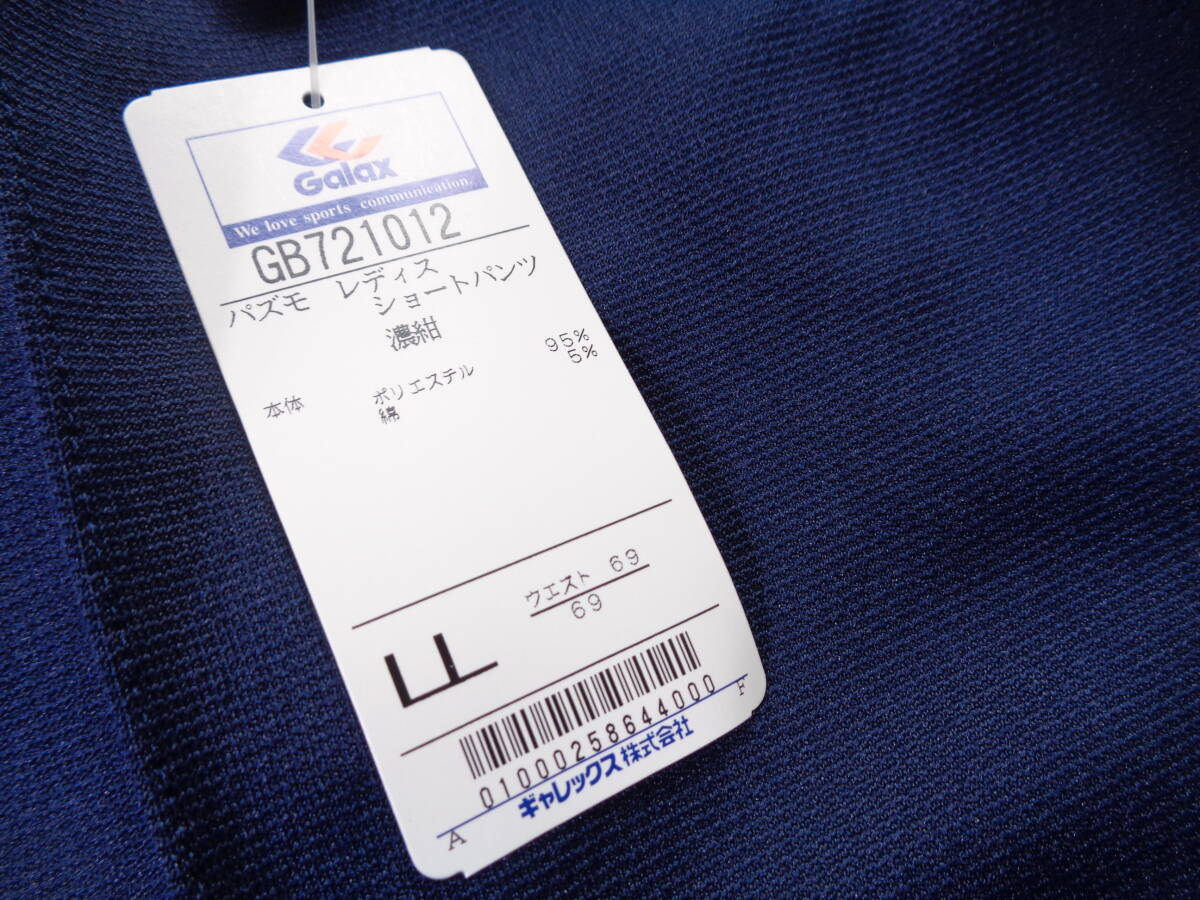 Galax
We love sports communication.
GB721012
パズモ レディス
ショートパンツ
濃紺
本体 ポリエステル 95%
綿 5%
LL
ウエスト 69
69
01000258644000
A ギャレックス株式会社 F